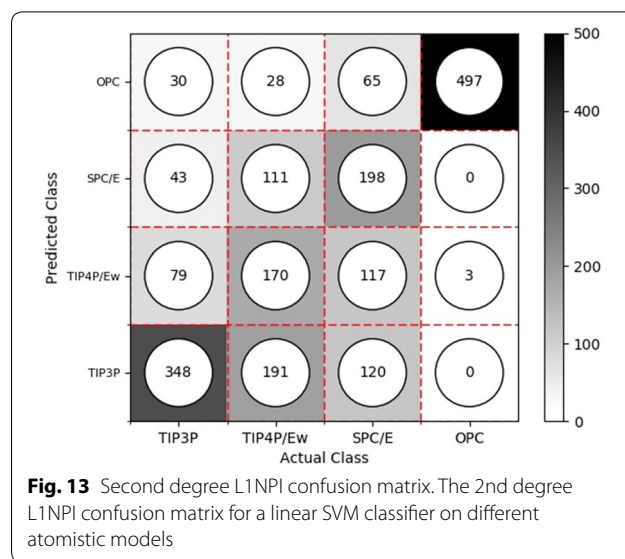 500
OPC 30 28 65 497
400
SPC/E 43 111 198 0
300
Predicted Class
200
TIP4P/Ew 79 170 117 3
100
TIP3P 348 191 120 0
0
TIP3P TIP4P/Ew SPC/E OPC
Actual Class
Fig. 13 Second degree L1NPI confusion matrix. The 2nd degree
L1NPI confusion matrix for a linear SVM classifier on different
atomistic models